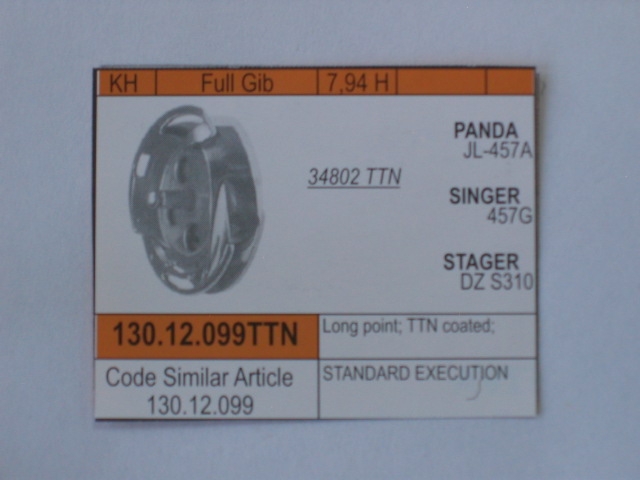 KH Full Gib 7,94 H
PANDA
JL-457A
34802 TTN
SINGER
457G
STAGER
DZ S310
130.12.099TTN
Long point; TTN coated;
Code Similar Article
130.12.099
STANDARD EXECUTION